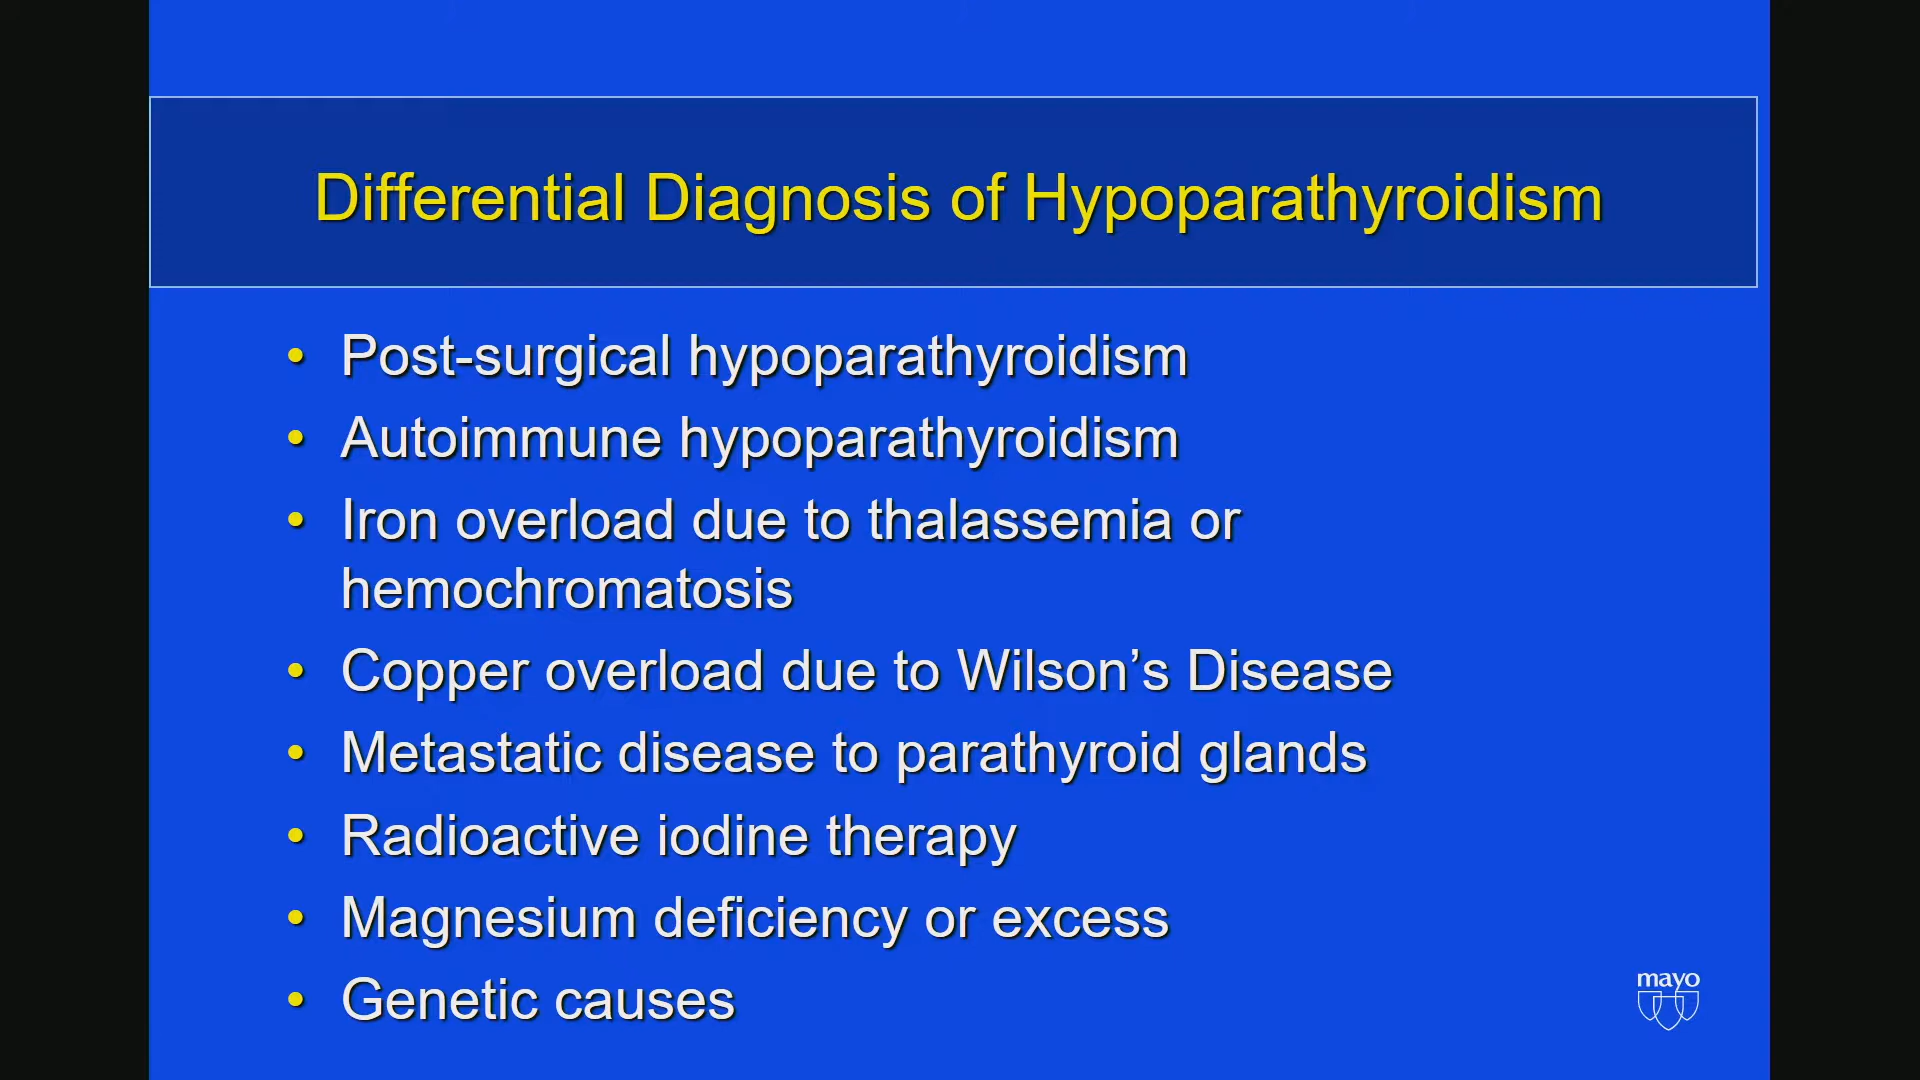 Differential Diagnosis of Hypoparathyroidism
• Post-surgical hypoparathyroidism
• Autoimmune hypoparathyroidism
• Iron overload due to thalassemia or
hemochromatosis
• Copper overload due to Wilson’s Disease
• Metastatic disease to parathyroid glands
• Radioactive iodine therapy
• Magnesium deficiency or excess
• Genetic causes
mayo